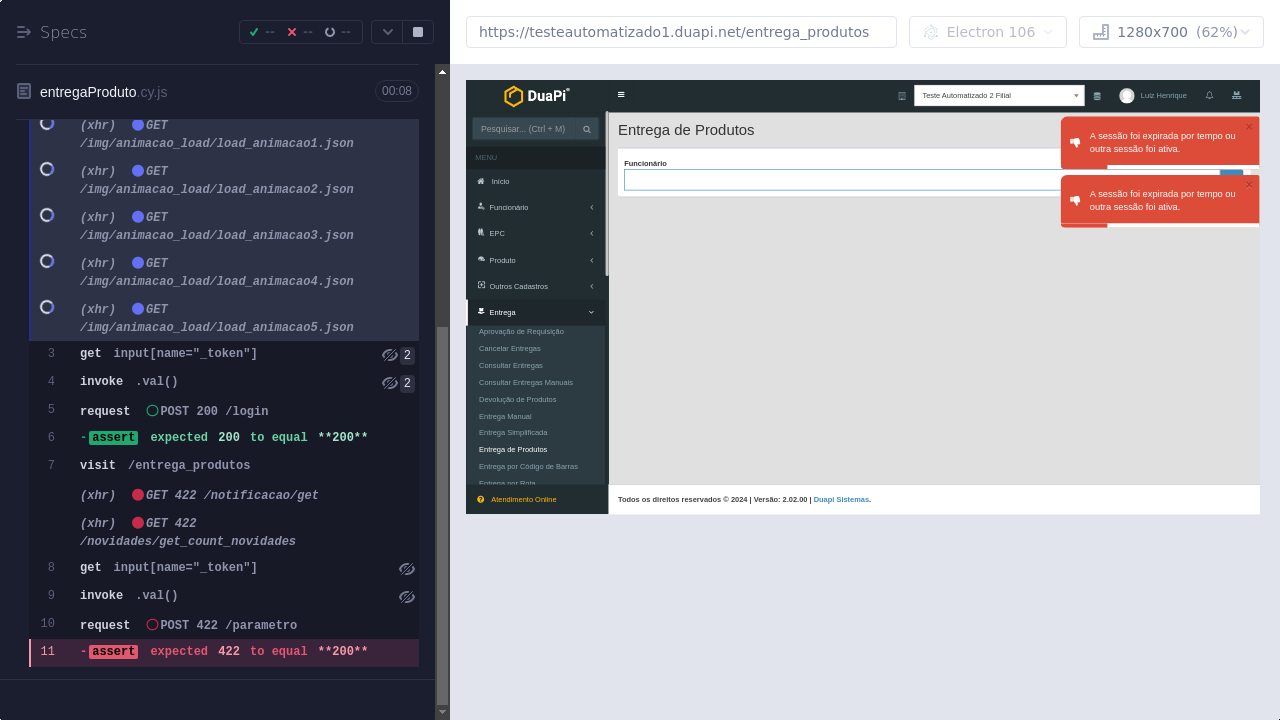 Specs
-- -- --
https://testeautomatizado1.duapi.net/entrega_produtos
Electron 106
1280x700 (62%)
entregaProduto.cy.js
00:08
(xhr) GET
/img/animacao_load/load_animacao1.json
(xhr) GET
/img/animacao_load/load_animacao2.json
(xhr) GET
/img/animacao_load/load_animacao3.json
(xhr) GET
/img/animacao_load/load_animacao4.json
(xhr) GET
/img/animacao_load/load_animacao5.json
3 get input[name="_token"] 2
4 invoke .val() 2
5 request POST 200 /login
6 -assert expected 200 to equal **200**
7 visit /entrega_produtos
(xhr) GET 422 /notificacao/get
(xhr) GET 422
/novidades/get_count_novidades
8 get input[name="_token"]
9 invoke .val()
10 request POST 422 /parametro
11 -assert expected 422 to equal **200**
DuaPi
Teste Automatizado 2 Filial
Luiz Henrique
Pesquisar... (Ctrl + M)
MENU
Início
Funcionário
EPC
Produto
Outros Cadastros
Entrega
Aprovação de Requisição
Cancelar Entregas
Consultar Entregas
Consultar Entregas Manuais
Devolução de Produtos
Entrega Manual
Entrega Simplificada
Entrega de Produtos
Entrega por Código de Barras
Entrega por Rota
Atendimento Online
Entrega de Produtos
Funcionário
A sessão foi expirada por tempo ou
outra sessão foi ativa.
A sessão foi expirada por tempo ou
outra sessão foi ativa.
Todos os direitos reservados © 2024 | Versão: 2.02.00 | Duapi Sistemas.